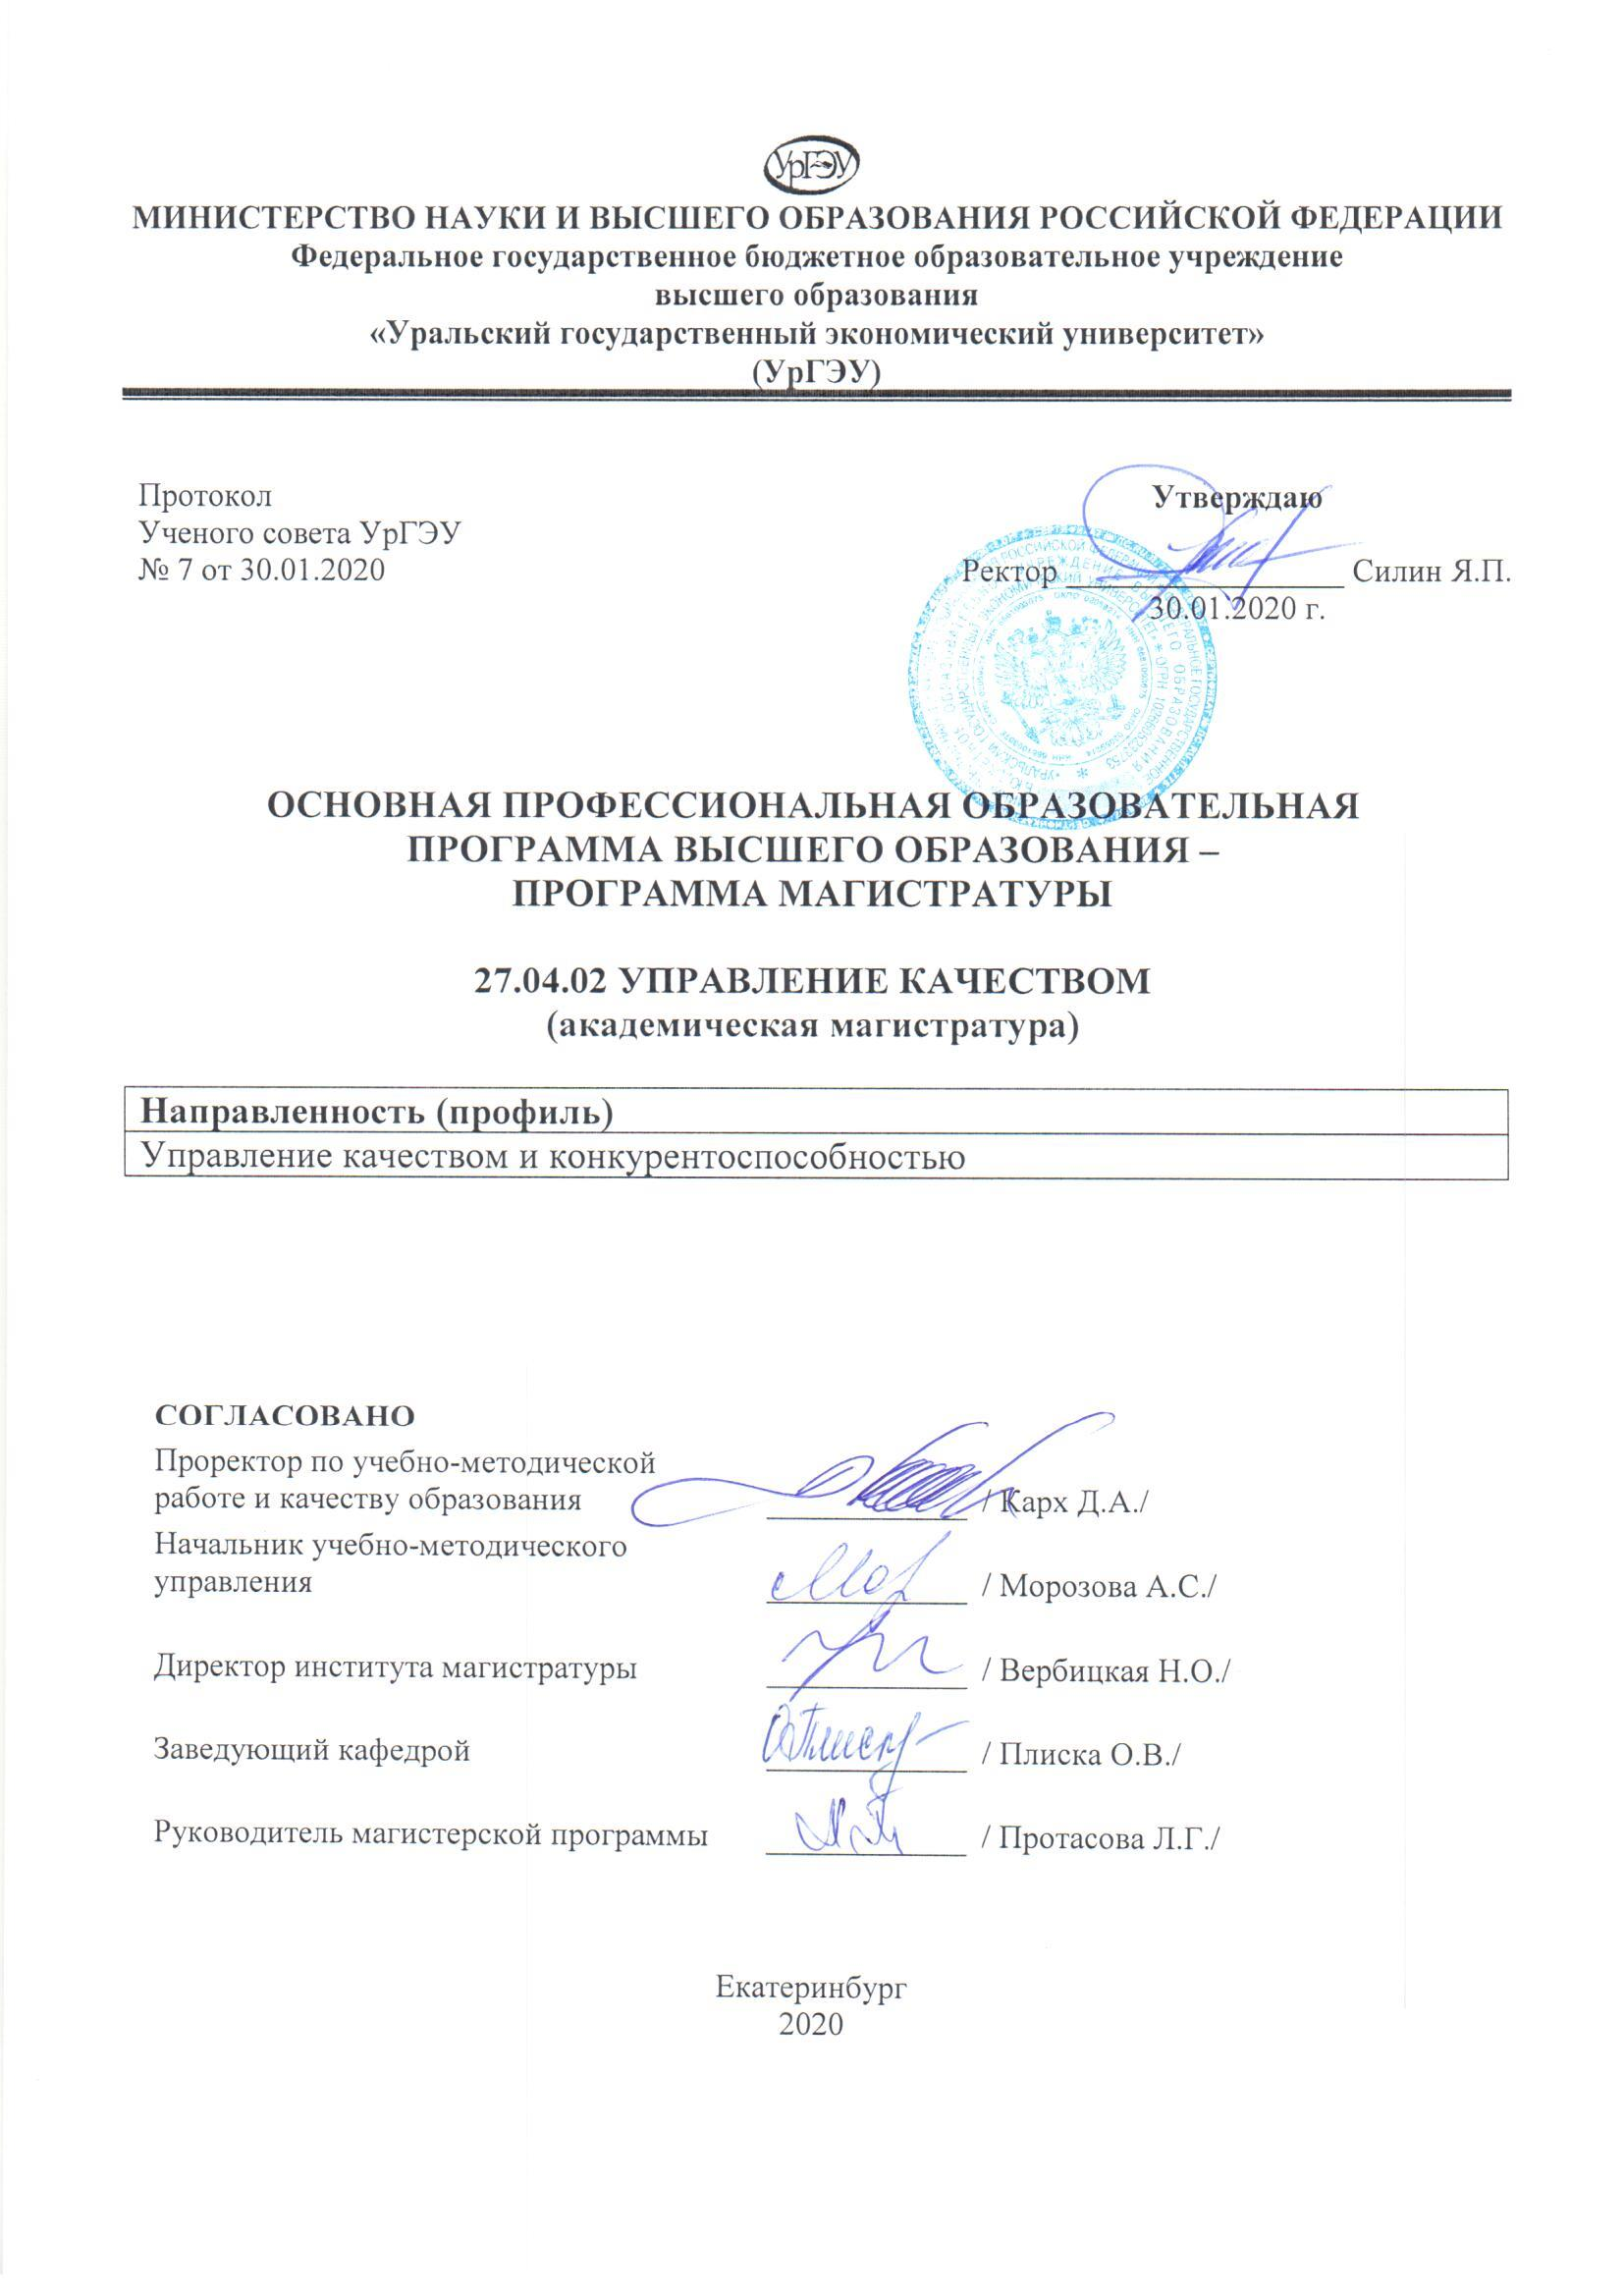 УрГЭУ
МИНИСТЕРСТВО НАУКИ И ВЫСШЕГО ОБРАЗОВАНИЯ РОССИЙСКОЙ ФЕДЕРАЦИИ
Федеральное государственное бюджетное образовательное учреждение
высшего образования
«Уральский государственный экономический университет»
(УрГЭУ)
Протокол
Ученого совета УрГЭУ
№ 7 от 30.01.2020
Утверждаю
Ректор Силин Я.П.
30.01.2020 г.
ОСНОВНАЯ ПРОФЕССИОНАЛЬНАЯ ОБРАЗОВАТЕЛЬНАЯ
ПРОГРАММА ВЫСШЕГО ОБРАЗОВАНИЯ –
ПРОГРАММА МАГИСТРАТУРЫ
27.04.02 УПРАВЛЕНИЕ КАЧЕСТВОМ
(академическая магистратура)
Направленность (профиль)
Управление качеством и конкурентоспособностью
СОГЛАСОВАНО
Проректор по учебно-методической
работе и качеству образования / Карх Д.А./
Начальник учебно-методического
управления / Морозова А.С./
Директор института магистратуры / Вербицкая Н.О./
Заведующий кафедрой / Плиска О.В./
Руководитель магистерской программы / Протасова Л.Г./
Екатеринбург
2020